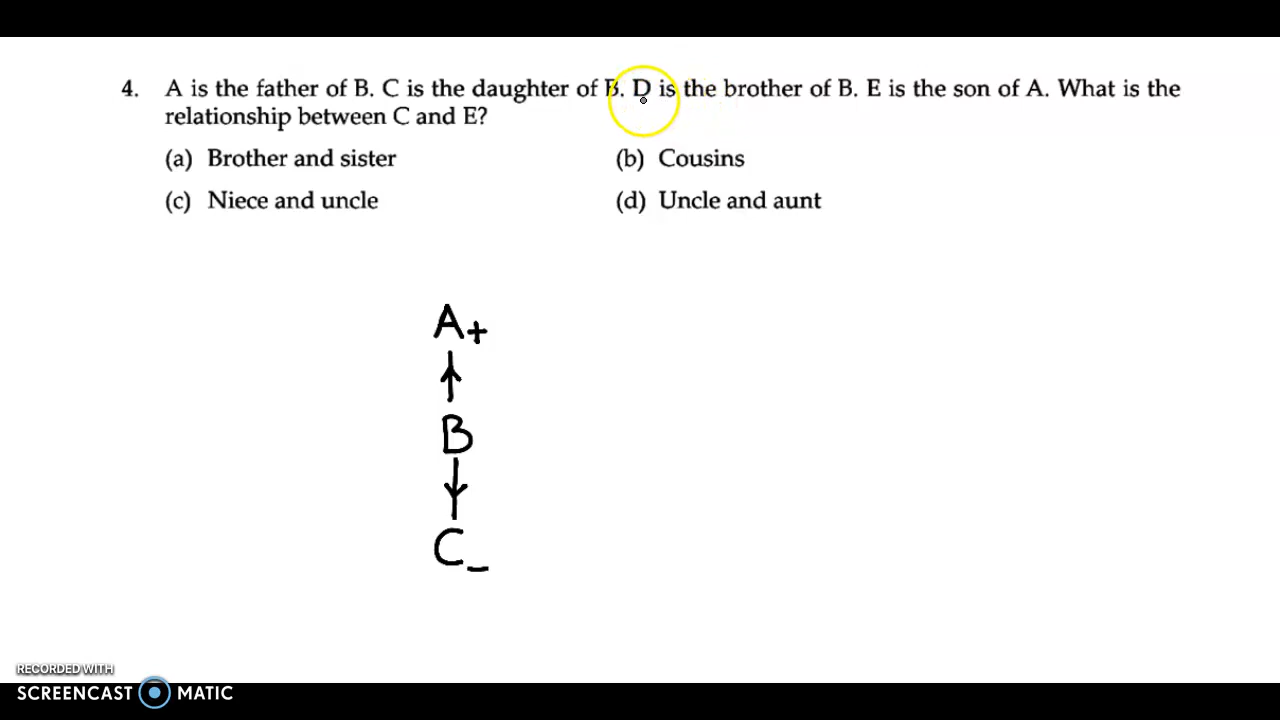 4. A is the father of B. C is the daughter of B. D is the brother of B. E is the son of A. What is the
relationship between C and E?
(a) Brother and sister (b) Cousins
(c) Niece and uncle (d) Uncle and aunt
A+
B
C-
RECORDED WITH
SCREENCAST MATIC